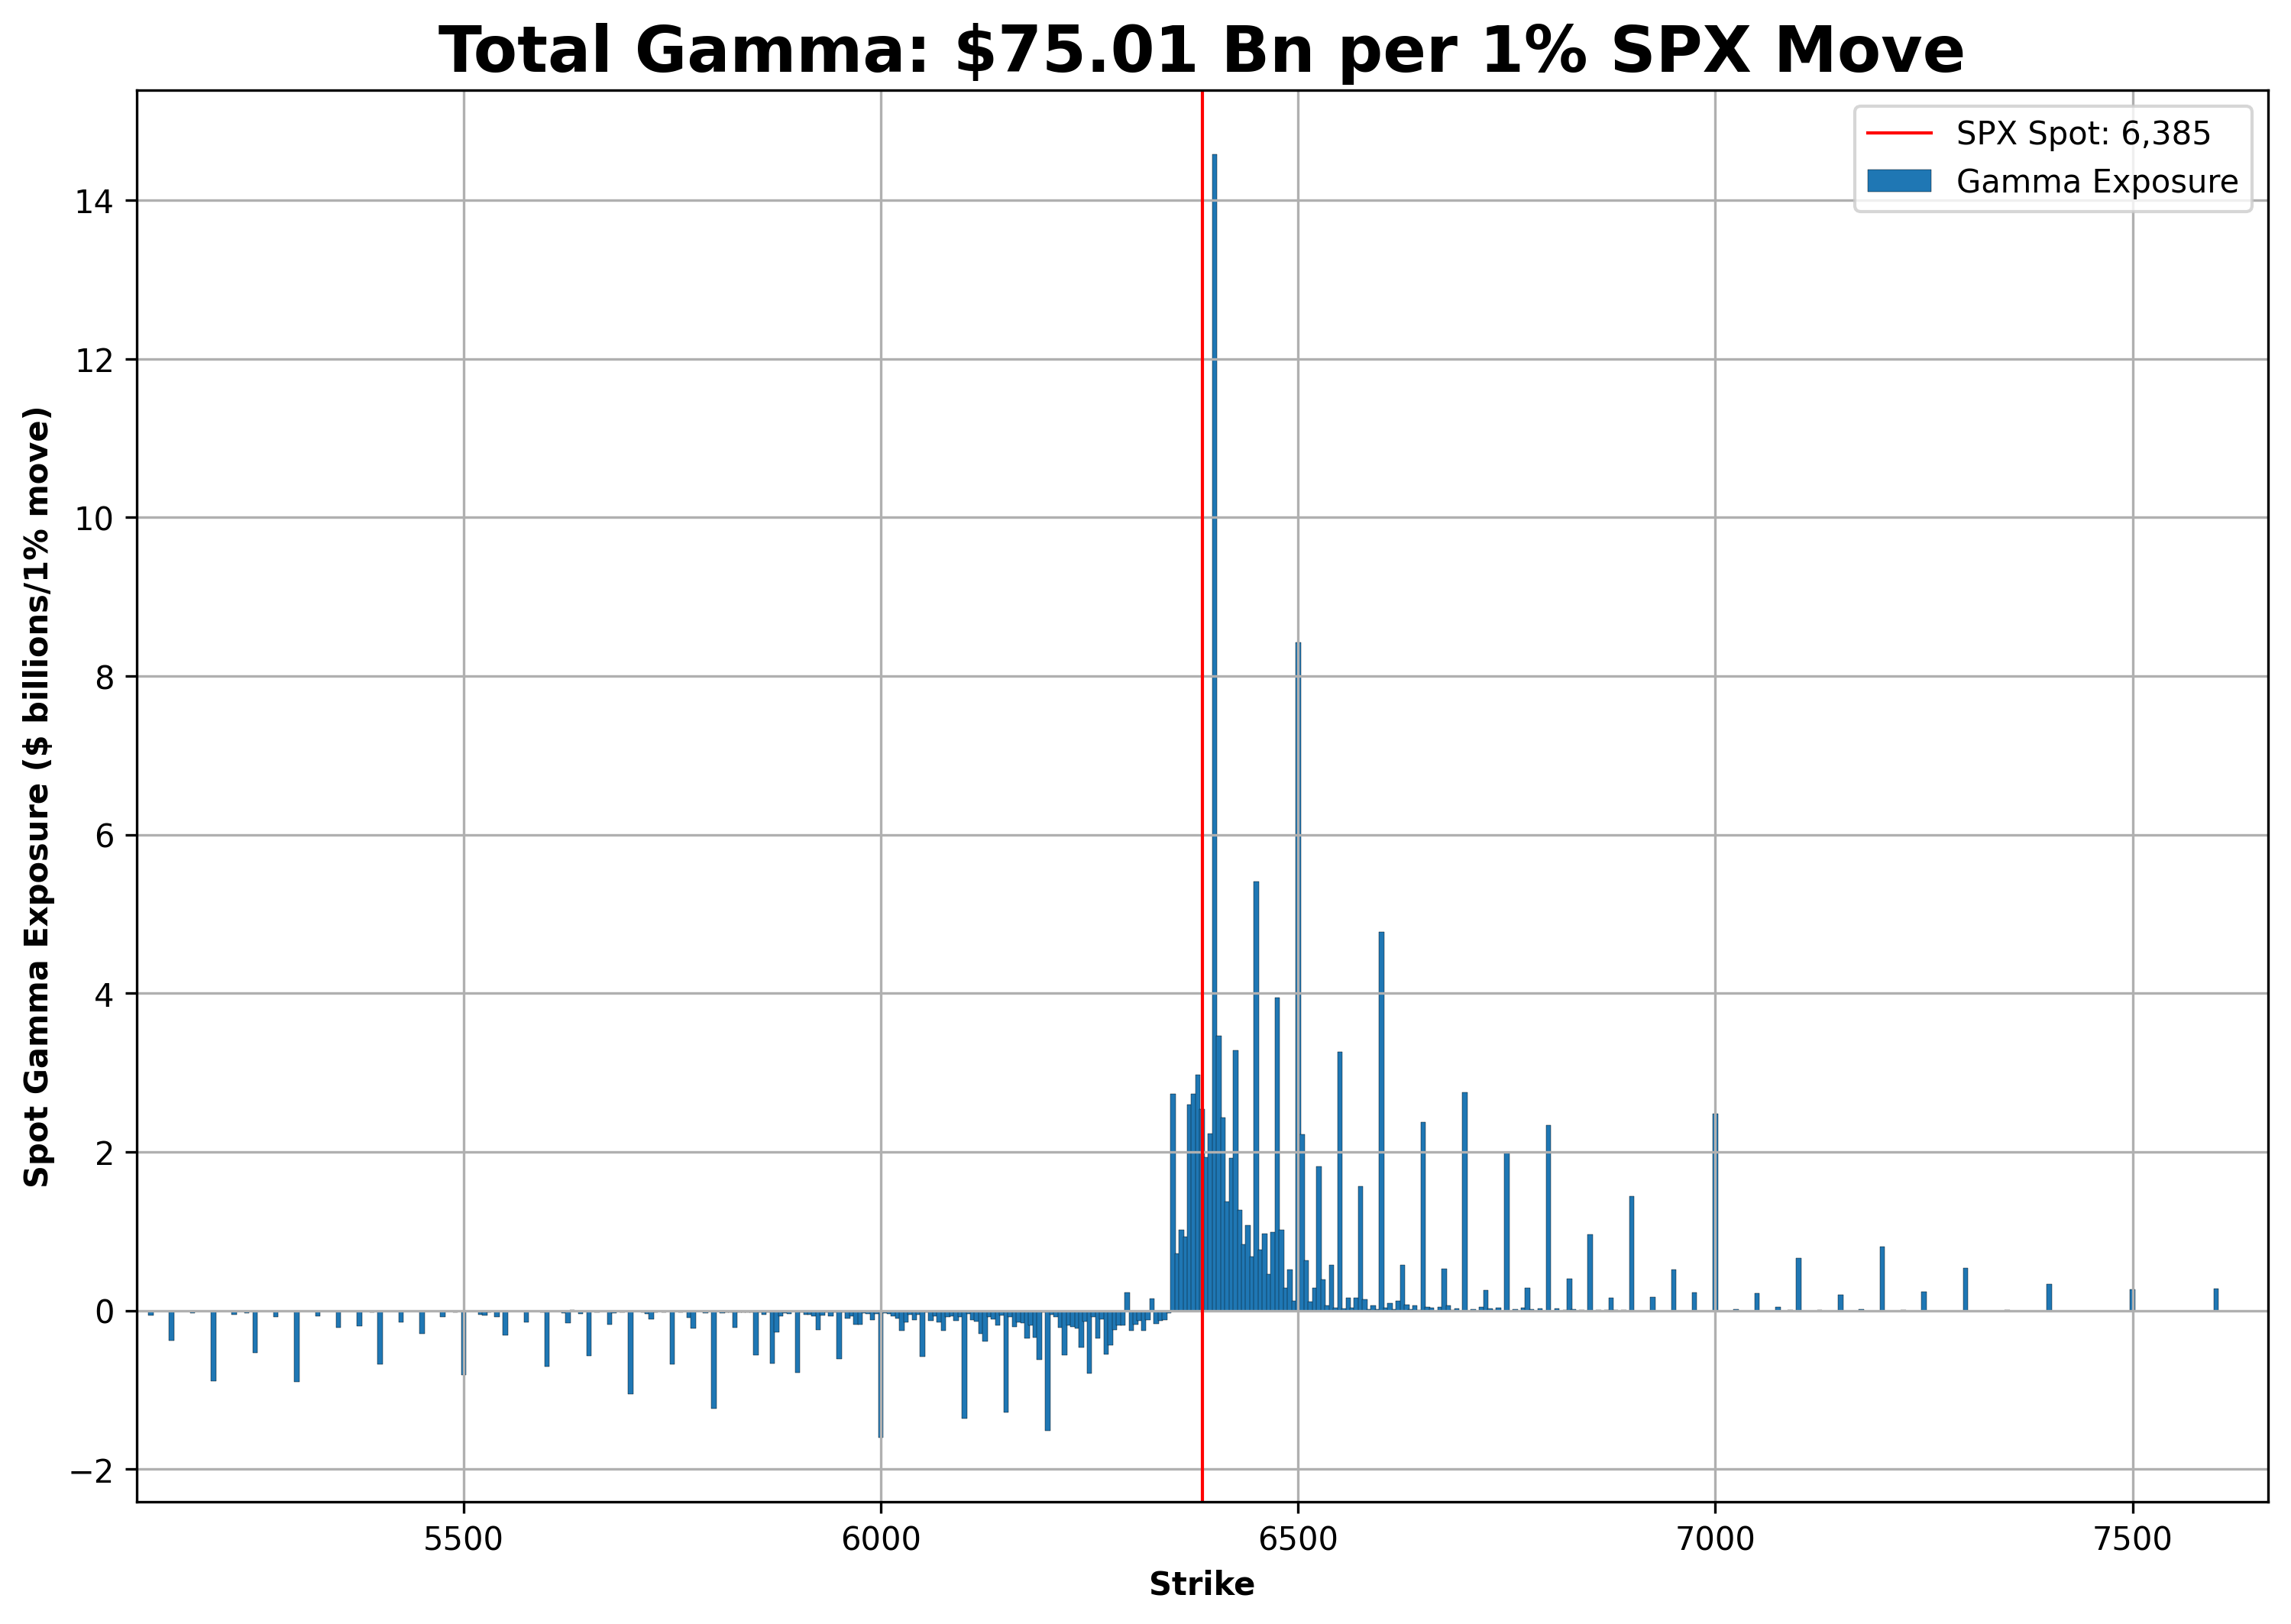 Total Gamma: $75.01 Bn per 1% SPX Move
SPX Spot: 6,385
Gamma Exposure
Spot Gamma Exposure ($ billions/1% move)
14
12
10
8
6
4
2
0
−2
5500
6000
6500
7000
7500
Strike